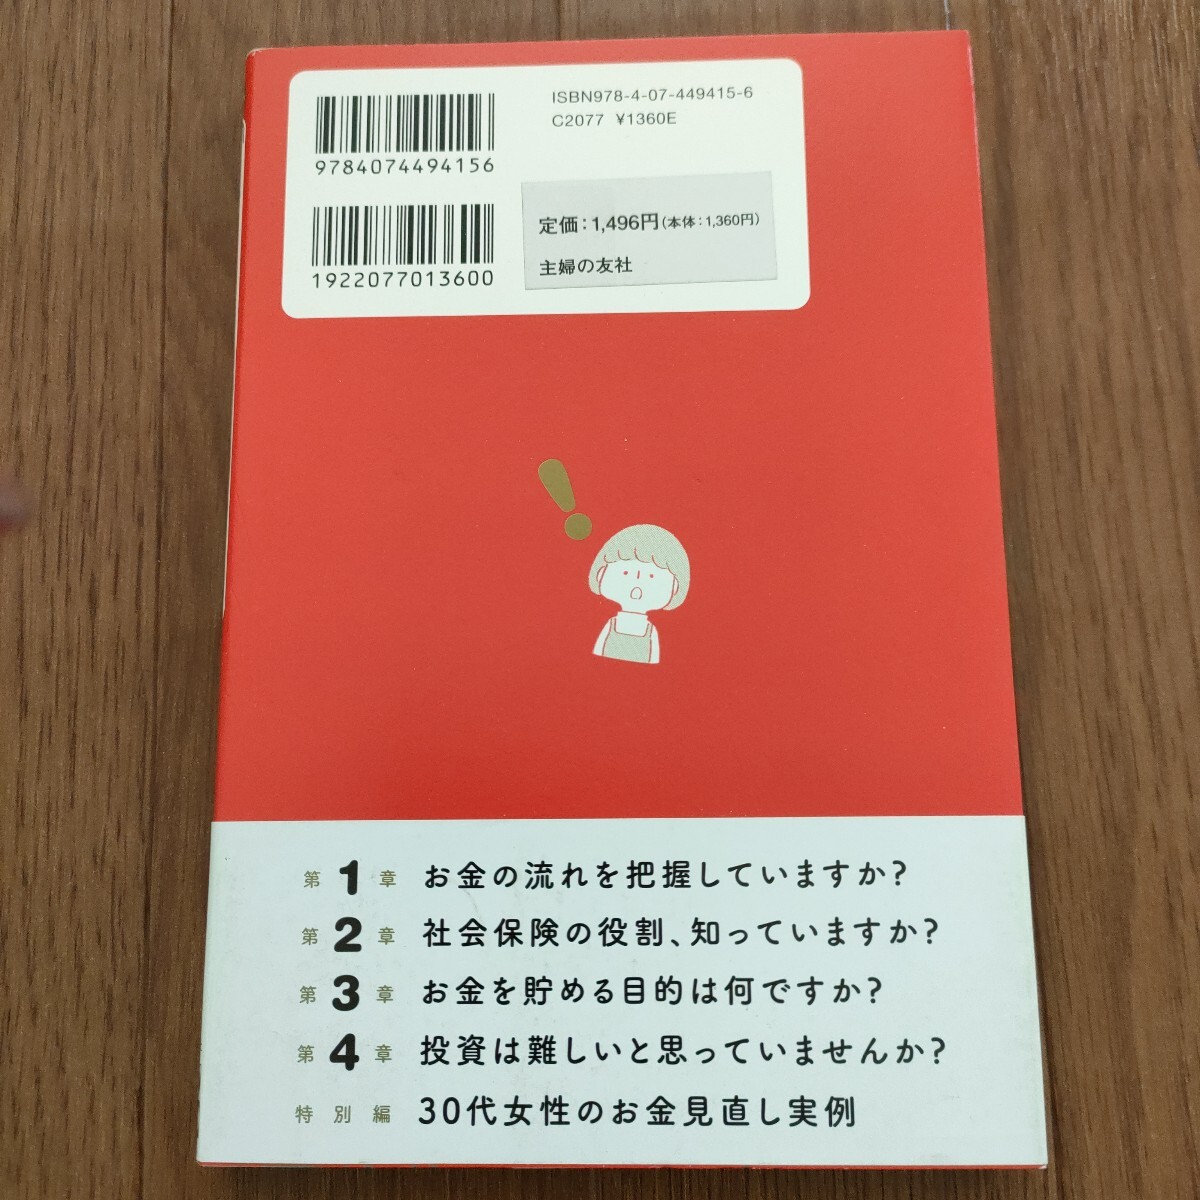 ISBN978-4-07-449415-6
C2077 ¥1360E
9784074494156
1922077013600
定価：1,496円（本体：1,360円）
主婦の友社
第1章 お金の流れを把握していますか？
第2章 社会保険の役割、知っていますか？
第3章 お金を貯める目的は何ですか？
第4章 投資は難しいと思っていませんか？
特別編 30代女性のお金見直し実例